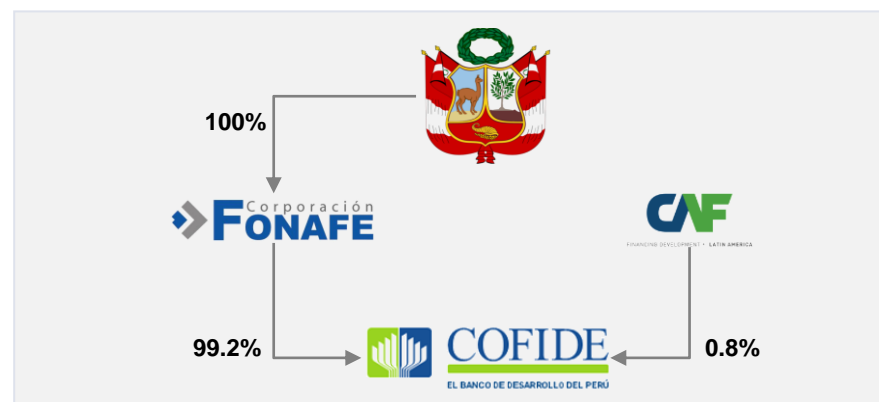 100%
Corporación
FONAFE
CAF
FINANCING DEVELOPMENT • LATIN AMERICA
99.2%
COFIDE
0.8%
EL BANCO DE DESARROLLO DEL PERÚ